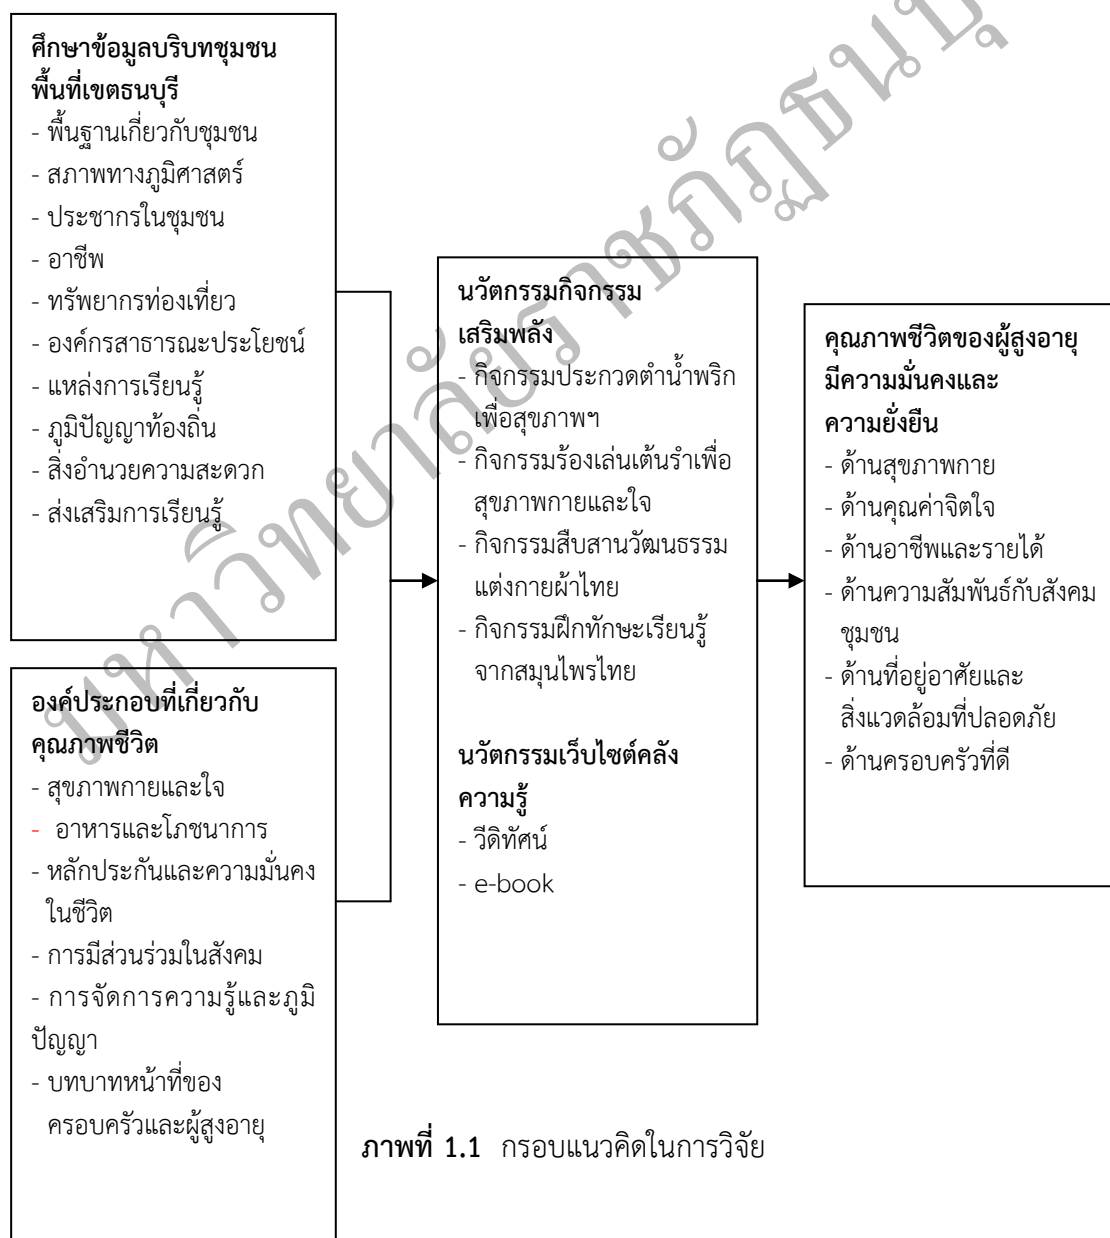 ศึกษาข้อมูลบริบทชุมชน
พื้นที่เขตธนบุรี
- พื้นฐานเกี่ยวกับชุมชน
- สภาพทางภูมิศาสตร์
- ประชากรในชุมชน
- อาชีพ
- ทรัพยากรท่องเที่ยว
- องค์กรสาธารณะประโยชน์
- แหล่งการเรียนรู้
- ภูมิปัญญาท้องถิ่น
- สิ่งอำนวยความสะดวก
- ส่งเสริมการเรียนรู้
องค์ประกอบที่เกี่ยวกับ
คุณภาพชีวิต
- สุขภาพกายและใจ
- อาหารและโภชนาการ
- หลักประกันและความมั่นคง
ในชีวิต
- การมีส่วนร่วมในสังคม
- การจัดการความรู้และภูมิ
ปัญญา
- บทบาทหน้าที่ของ
ครอบครัวและผู้สูงอายุ
นวัตกรรมกิจกรรม
เสริมพลัง
- กิจกรรมประกวดตำน้ำพริก
เพื่อสุขภาพฯ
- กิจกรรมร้องเล่นเต้นรำเพื่อ
สุขภาพกายและใจ
- กิจกรรมสืบสานวัฒนธรรม
แต่งกายผ้าไทย
- กิจกรรมฝึกทักษะเรียนรู้
จากสมุนไพรไทย
นวัตกรรมเว็บไซต์คลัง
ความรู้
- วีดิทัศน์
- e-book
คุณภาพชีวิตของผู้สูงอายุ
มีความมั่นคงและ
ความยั่งยืน
- ด้านสุขภาพกาย
- ด้านคุณค่าจิตใจ
- ด้านอาชีพและรายได้
- ด้านความสัมพันธ์กับสังคม
ชุมชน
- ด้านที่อยู่อาศัยและ
สิ่งแวดล้อมที่ปลอดภัย
- ด้านครอบครัวที่ดี
ภาพที่ 1.1 กรอบแนวคิดในการวิจัย
มหาวิทยาลัยราชภัฏธนบุ